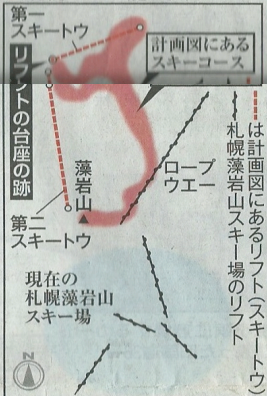 第一
スキートウ
計画図にある
スキーコース
リフトの台座の跡
は計画図にあるリフト(スキートウ)
札幌藻岩山スキー場のリフト
ロープ
ウエー
藻岩山
第二
スキートウ
現在の
札幌藻岩山
スキー場
N